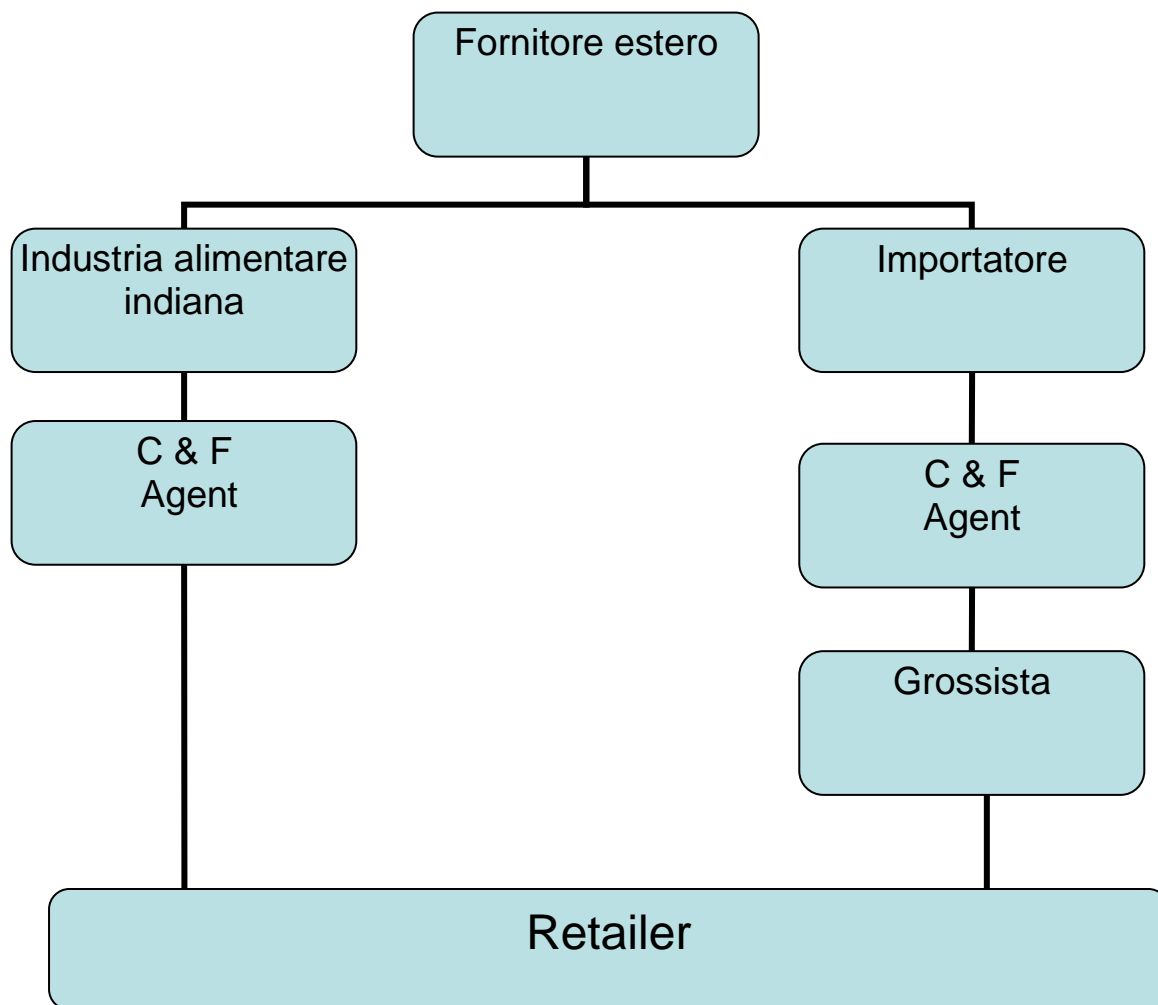 Fornitore estero
Industria alimentare
indiana
Importatore
C & F
Agent
C & F
Agent
Grossista
Retailer